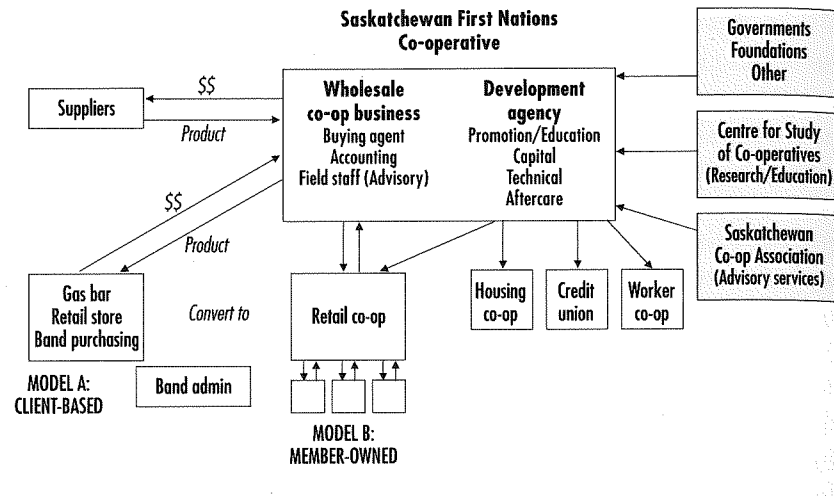 Saskatchewan First Nations
Co-operative
Governments
Foundations
Other
Suppliers
$$
Product
Wholesale
co-op business
Buying agent
Accounting
Field staff (Advisory)
Development
agency
Promotion/Education
Capital
Technical
Aftercare
Centre for Study
of Co-operatives
(Research/Education)
$$
Product
Saskatchewan
Co-op Association
(Advisory services)
Gas bar
Retail store
Band purchasing
Convert to
Retail co-op
Housing
co-op
Credit
union
Worker
co-op
MODEL A:
CLIENT-BASED
Band admin
MODEL B:
MEMBER-OWNED